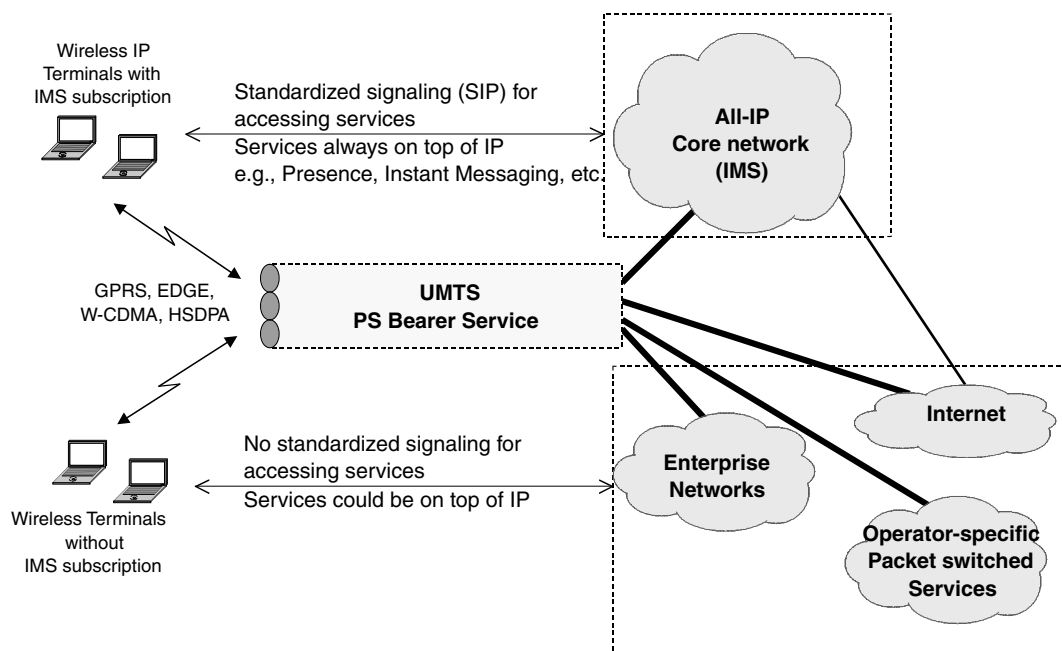 Wireless IP
Terminals with
IMS subscription
Standardized signaling (SIP) for
accessing services
Services always on top of IP
e.g., Presence, Instant Messaging, etc.
All-IP
Core network
(IMS)
GPRS, EDGE,
W-CDMA, HSDPA
UMTS
PS Bearer Service
Internet
No standardized signaling for
accessing services
Services could be on top of IP
Enterprise
Networks
Wireless Terminals
without
IMS subscription
Operator-specific
Packet switched
Services